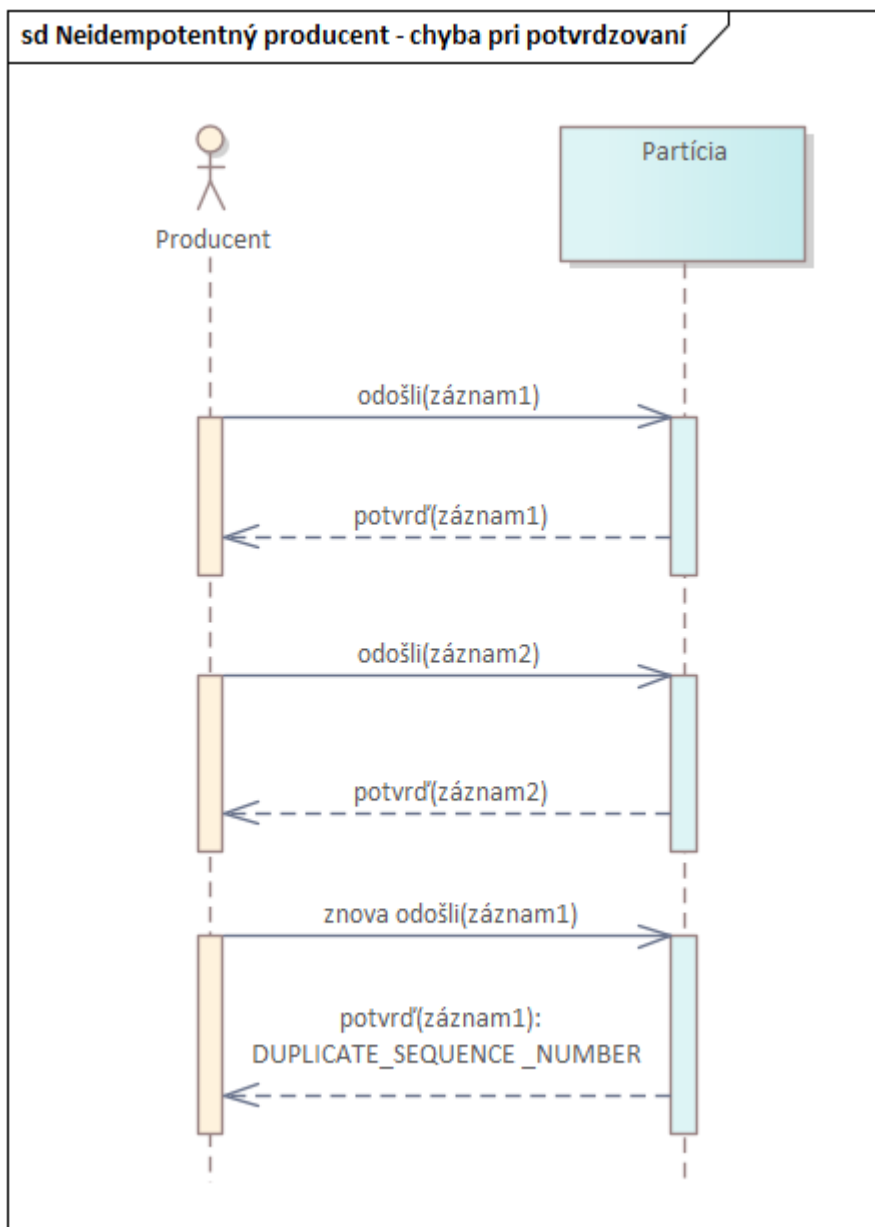 sd Neidempotentný producent - chyba pri potvrdzovaní
Partícia
Producent
odošli(záznam1)
potvrď(záznam1)
odošli(záznam2)
potvrď(záznam2)
znova odošli(záznam1)
potvrď(záznam1):
DUPLICATE_SEQUENCE _NUMBER